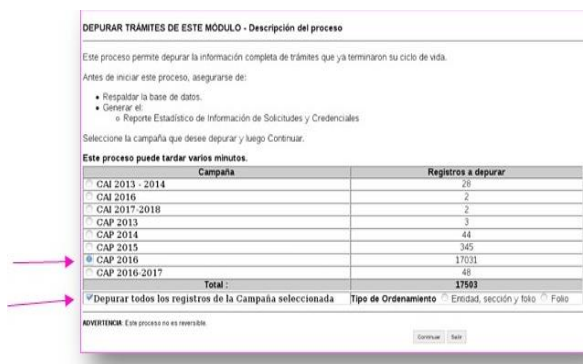 DEPURAR TRÁMITES DE ESTE MÓDULO - Descripción del proceso
Este proceso permite depurar la información completa de trámites que ya terminaron su ciclo de vida.
Antes de iniciar este proceso, asegurarse de:
Respaldar la base de datos.
Generar el:
Reporte Estadístico de Información de Solicitudes y Credenciales
Seleccione la campaña que desee depurar y luego Continuar.
Este proceso puede tardar varios minutos.
Campaña Registros a depurar
CAI 2013 - 2014 28
CAI 2016 2
CAI 2017-2018 2
CAP 2013 3
CAP 2014 44
CAP 2015 345
CAP 2016 17031
CAP 2016-2017 48
Total : 17503
Depurar todos los registros de la Campaña seleccionada Tipo de Ordenamiento Entidad, sección y folio Folio
ADVERTENCIA: Este proceso no es reversible.
Continuar Salir